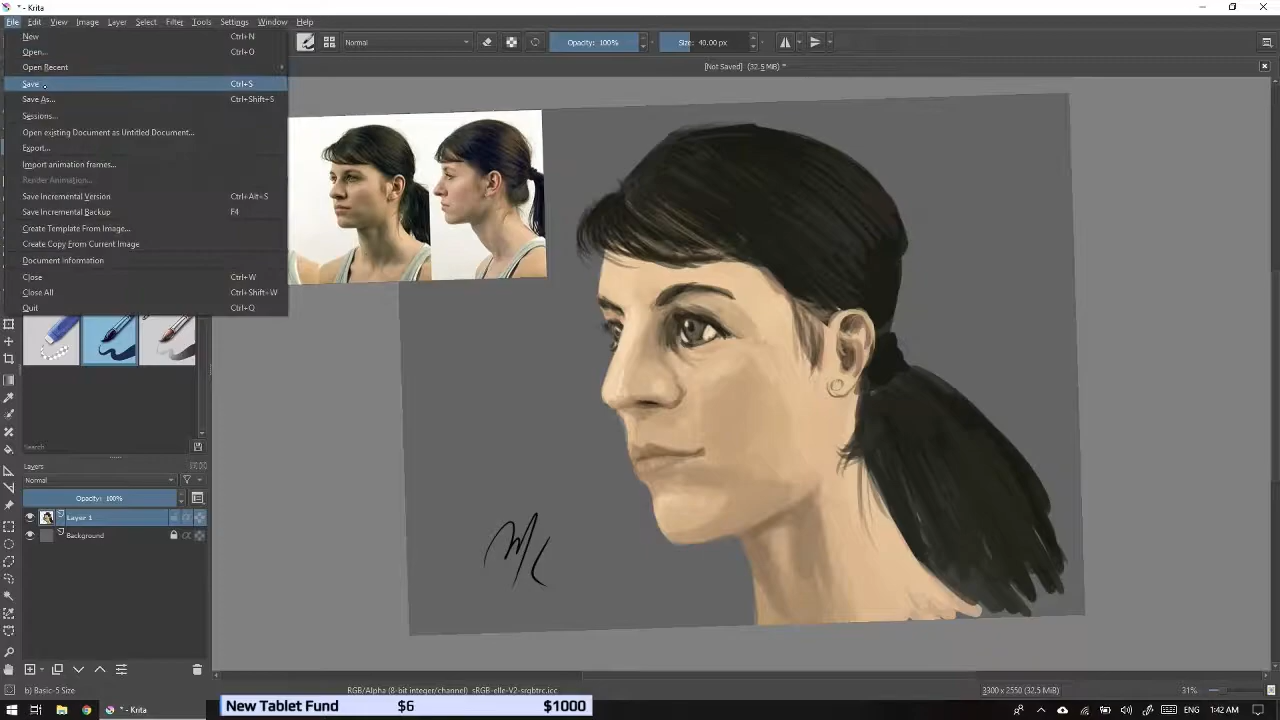 * - Krita
File Edit View Image Layer Select Filter Tools Settings Window Help
New Ctrl+N
Open... Ctrl+O
Open Recent
Save Ctrl+S
Save As... Ctrl+Shift+S
Sessions...
Open existing Document as Untitled Document...
Export...
Import animation frames...
Render Animation...
Save Incremental Version Ctrl+Alt+S
Save Incremental Backup F4
Create Template From Image...
Create Copy From Current Image
Document Information
Close Ctrl+W
Close All Ctrl+Shift+W
Quit Ctrl+Q
Normal
Opacity: 100%
Size: 40.00 px
[Not Saved] (32.5 MiB) *
Search
Layers
Normal
Opacity: 100%
Layer 1
Background
b) Basic-5 Size
RGB/Alpha (8-bit integer/channel) sRGB-elle-V2-srgbtrc.icc
3300 x 2550 (32.5 MiB)
31%
* - Krita
New Tablet Fund $6 $1000
ENG
1:42 AM